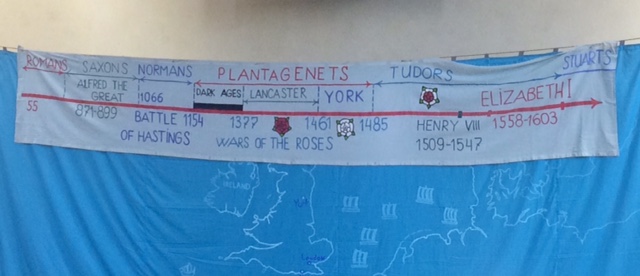 ROMANS SAXONS NORMANS PLANTAGENETS TUDORS STUARTS
ALFRED THE GREAT
871-899
1066
DARK AGES LANCASTER YORK
ELIZABETH I
55
BATTLE OF HASTINGS
1154 1377 1461 1485
WARS OF THE ROSES
HENRY VIII
1509-1547
1558-1603
IRELAND
London